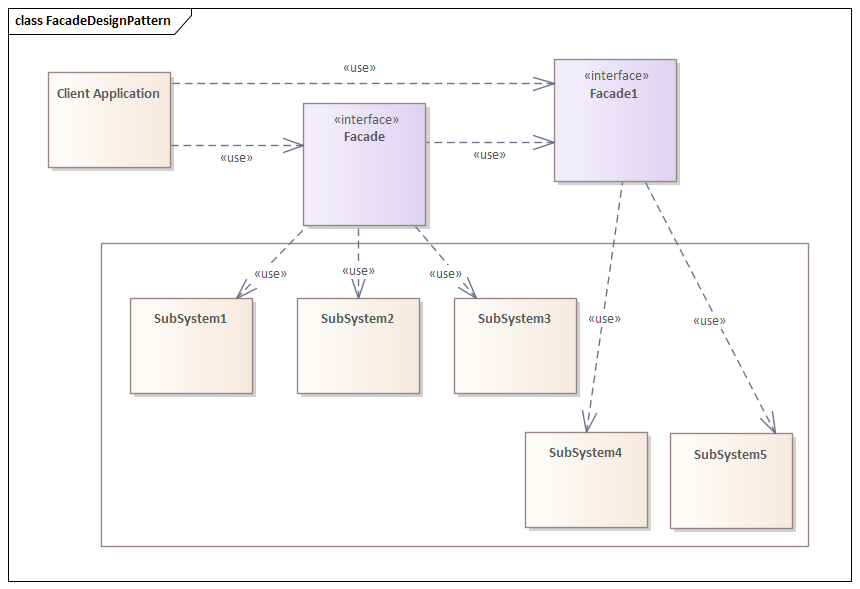 class FacadeDesignPattern
«use»
«interface»
Facade1
Client Application
«interface»
Facade
«use»
«use»
«use»
«use»
«use»
SubSystem1
SubSystem2
SubSystem3
«use»
«use»
SubSystem4
SubSystem5